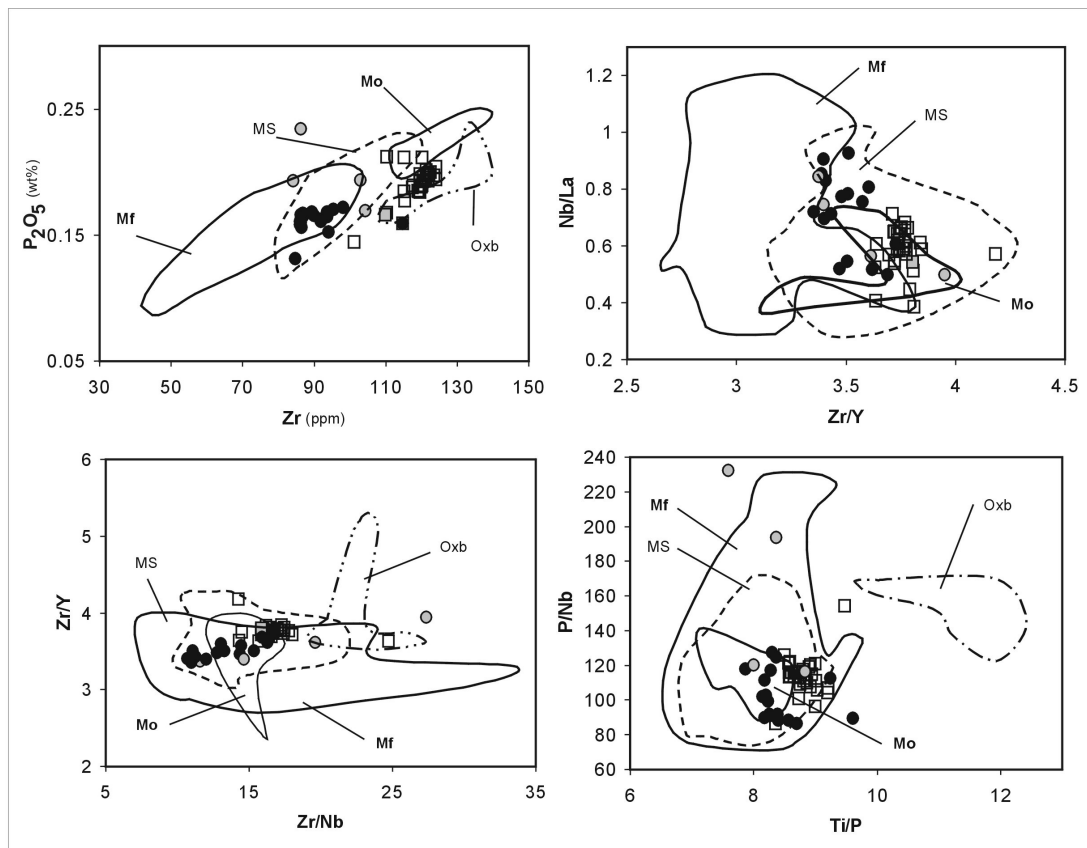 P2O5 (wt%)
0.25
0.15
0.05
30 50 70 90 110 130 150
Zr (ppm)
Mo
MS
Mf
Oxb
Nb/La
1.2
1
0.8
0.6
0.4
0.2
2.5 3 3.5 4 4.5
Zr/Y
Mf
MS
Mo
Zr/Y
6
5
4
3
2
5 15 25 35
Zr/Nb
MS
Oxb
Mo
Mf
P/Nb
240
220
200
180
160
140
120
100
80
60
6 8 10 12
Ti/P
Mf
MS
Oxb
Mo